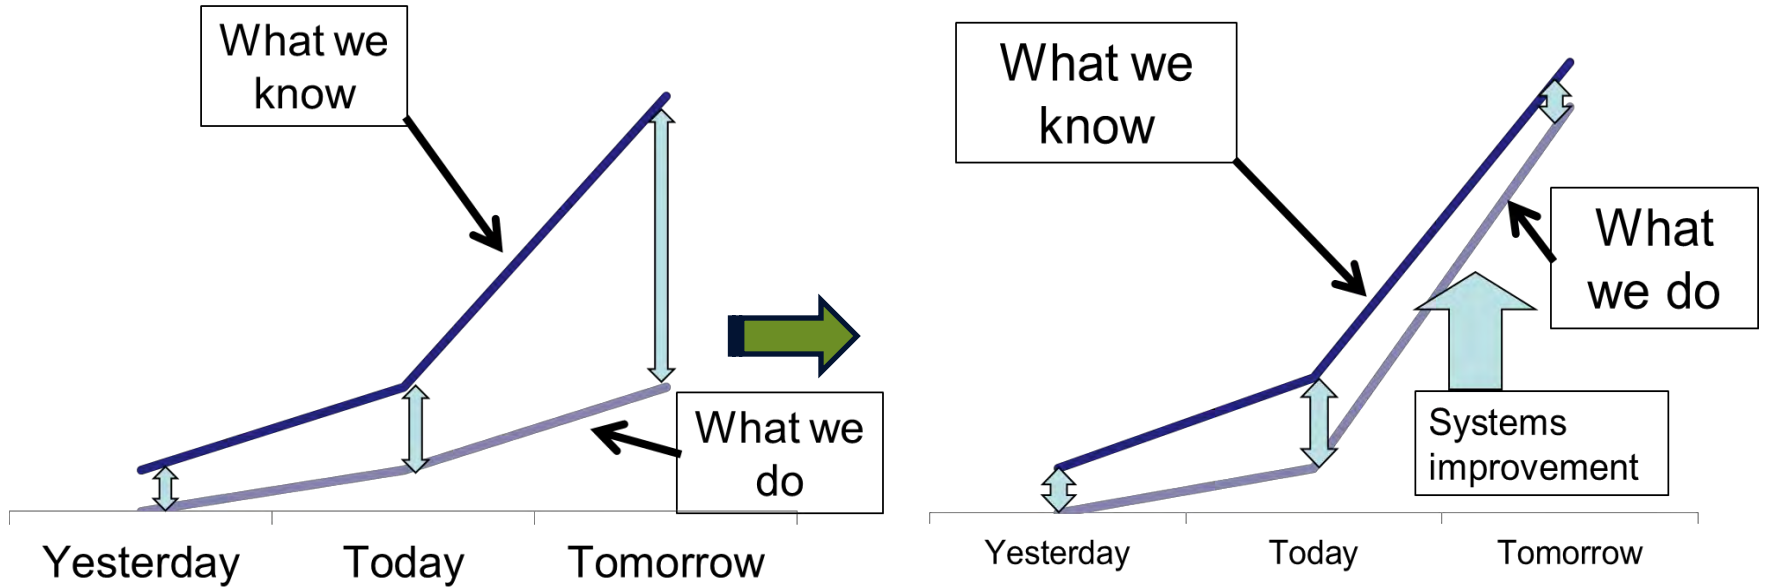 What we
know
What we
do
Yesterday
Today
Tomorrow
What we
know
What
we do
Systems
improvement
Yesterday
Today
Tomorrow